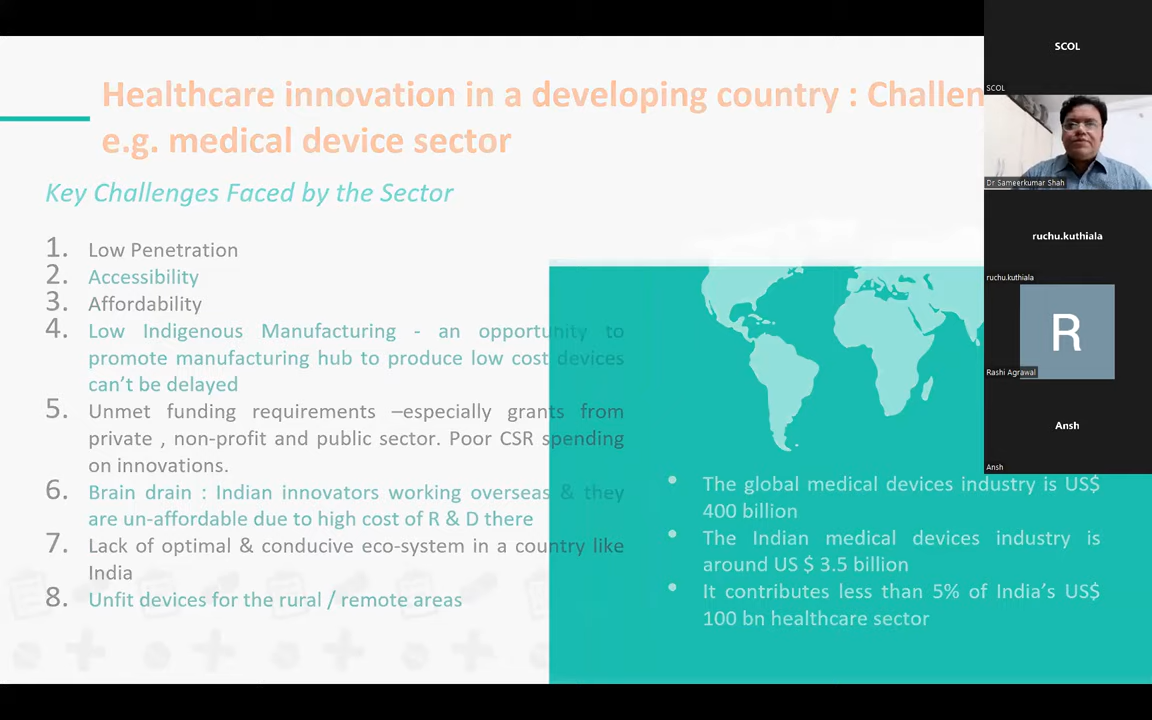 Healthcare innovation in a developing country : Challen
e.g. medical device sector
Key Challenges Faced by the Sector
1. Low Penetration
2. Accessibility
3. Affordability
4. Low Indigenous Manufacturing - an opportunity to
promote manufacturing hub to produce low cost devices
can't be delayed
5. Unmet funding requirements –especially grants from
private , non-profit and public sector. Poor CSR spending
on innovations.
6. Brain drain : Indian innovators working overseas & they
are un-affordable due to high cost of R & D there
7. Lack of optimal & conducive eco-system in a country like
India
8. Unfit devices for the rural / remote areas
• The global medical devices industry is US$
400 billion
• The Indian medical devices industry is
around US $ 3.5 billion
• It contributes less than 5% of India's US$
100 bn healthcare sector
SCOL
SCOL
Dr Sameerkumar Shah
ruchu.kuthiala
ruchu.kuthiala
R
Rashi Agrawal
Ansh
Ansh